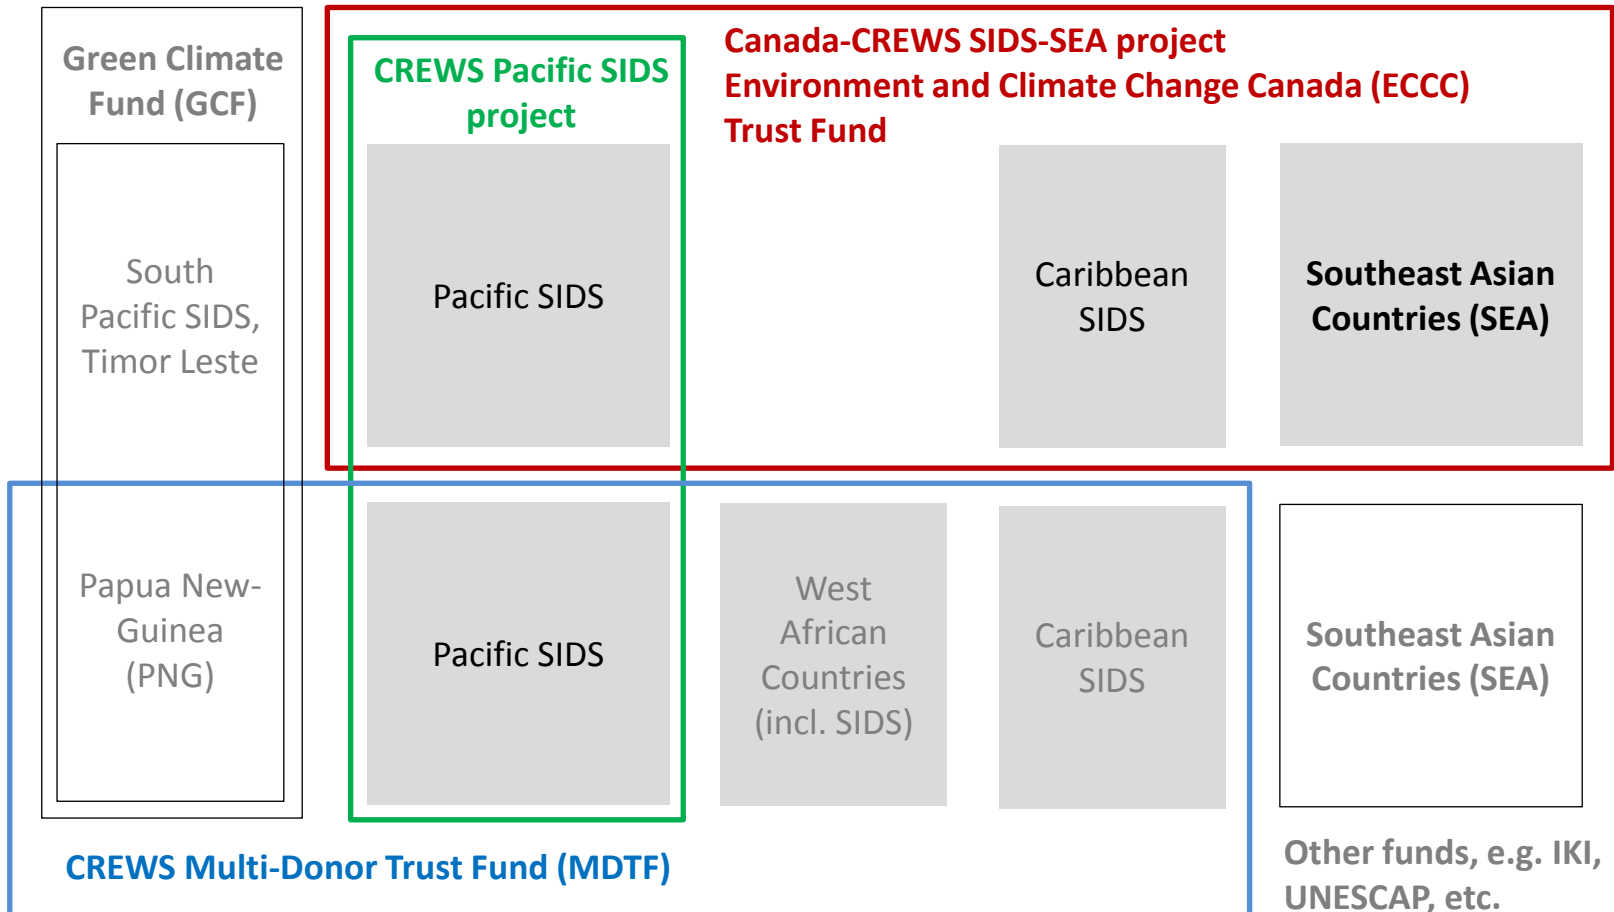 Green Climate
Fund (GCF)
CREWS Pacific SIDS
project
Canada-CREWS SIDS-SEA project
Environment and Climate Change Canada (ECCC)
Trust Fund
South
Pacific SIDS,
Timor Leste
Pacific SIDS
Caribbean
SIDS
Southeast Asian
Countries (SEA)
Papua New-
Guinea
(PNG)
Pacific SIDS
West
African
Countries
(incl. SIDS)
Caribbean
SIDS
Southeast Asian
Countries (SEA)
CREWS Multi-Donor Trust Fund (MDTF)
Other funds, e.g. IKI,
UNESCAP, etc.